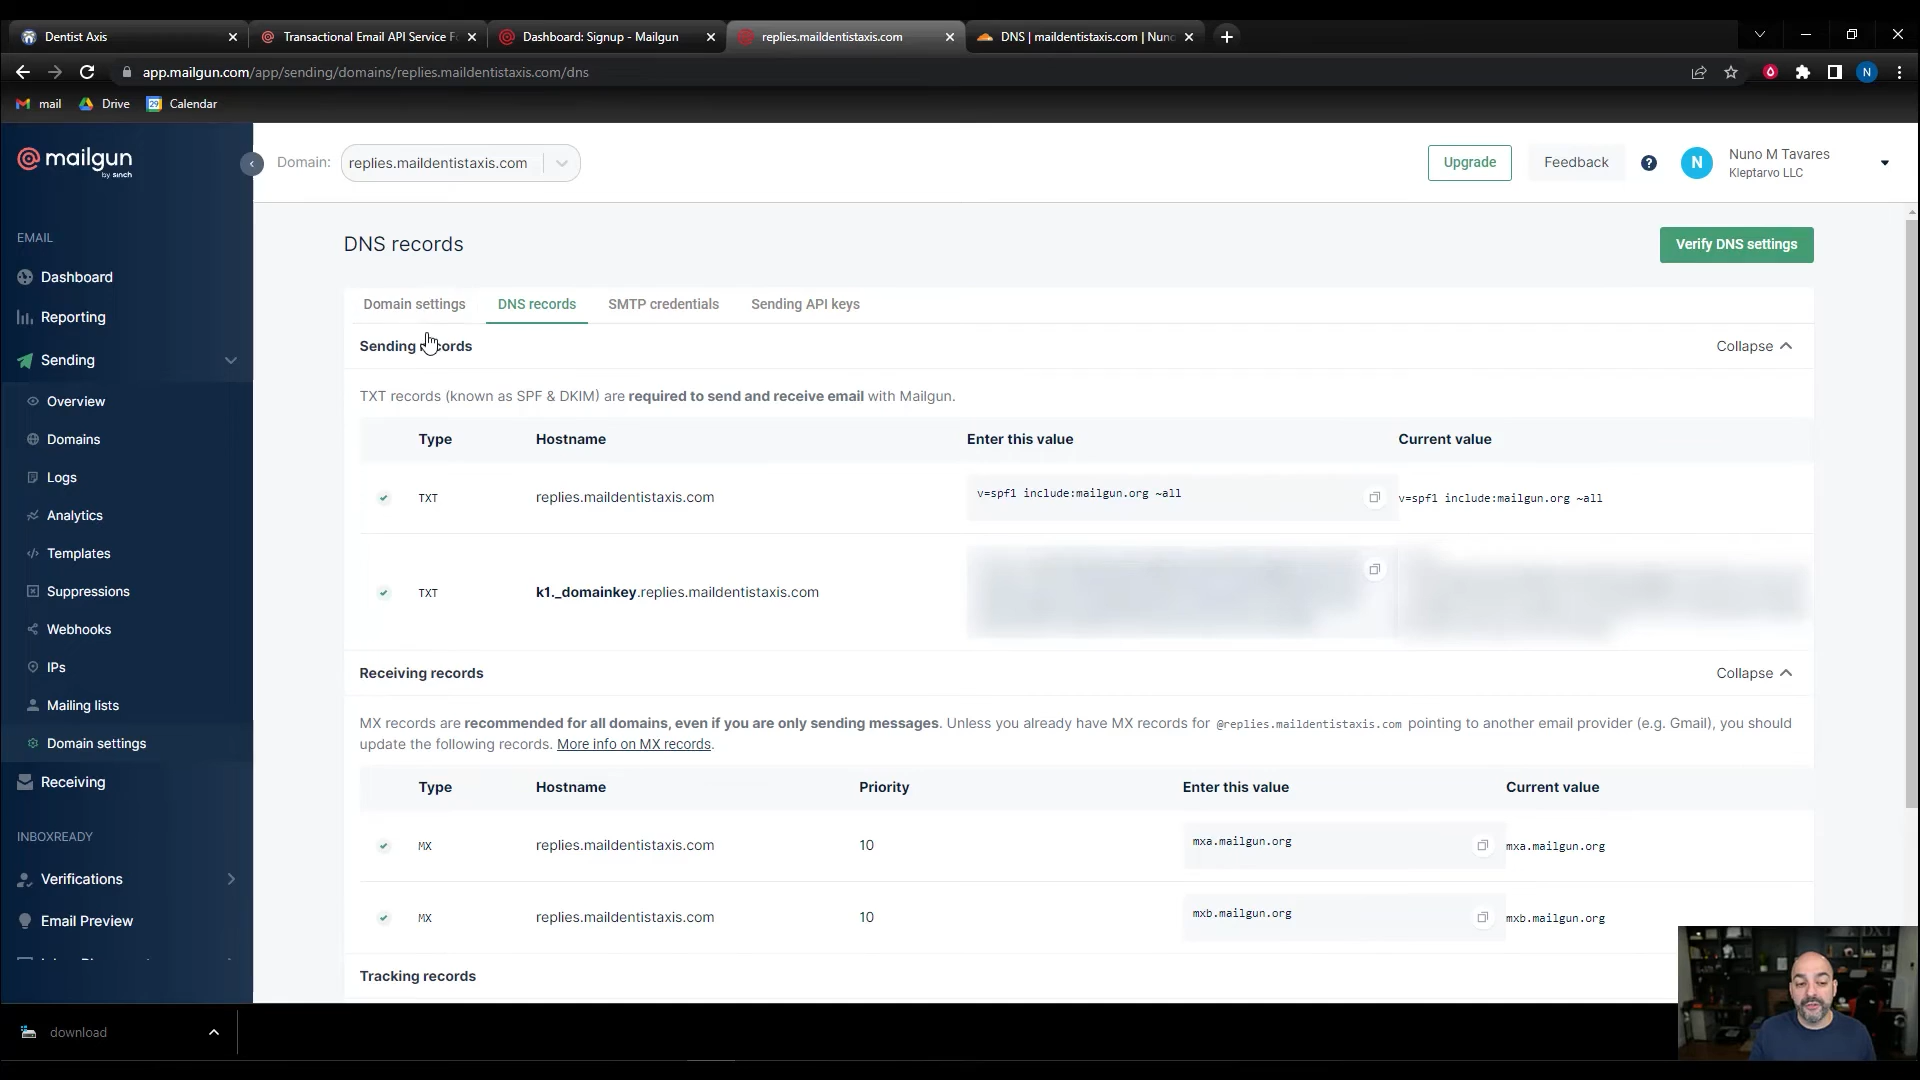 Dentist Axis
Transactional Email API Service F
Dashboard: Signup - Mailgun
replies.maildentistaxis.com
DNS | maildentistaxis.com | Nun
app.mailgun.com/app/sending/domains/replies.maildentistaxis.com/dns
N
mail
Drive
Calendar
mailgun
by sinch
Domain:
replies.maildentistaxis.com
Upgrade
Feedback
N
Nuno M Tavares
Kleptarvo LLC
EMAIL
Dashboard
Reporting
Sending
Overview
Domains
Logs
Analytics
Templates
Suppressions
Webhooks
IPs
Mailing lists
Domain settings
Receiving
INBOXREADY
Verifications
Email Preview
DNS records
Verify DNS settings
Domain settings
DNS records
SMTP credentials
Sending API keys
Sending records
Collapse
TXT records (known as SPF & DKIM) are required to send and receive email with Mailgun.
Type Hostname Enter this value Current value
TXT replies.maildentistaxis.com v=spf1 include:mailgun.org ~all v=spf1 include:mailgun.org ~all
TXT k1._domainkey.replies.maildentistaxis.com
Receiving records
Collapse
MX records are recommended for all domains, even if you are only sending messages. Unless you already have MX records for @replies.maildentistaxis.com pointing to another email provider (e.g. Gmail), you should
update the following records. More info on MX records.
Type Hostname Priority Enter this value Current value
MX replies.maildentistaxis.com 10 mxa.mailgun.org mxa.mailgun.org
MX replies.maildentistaxis.com 10 mxb.mailgun.org mxb.mailgun.org
Tracking records
download